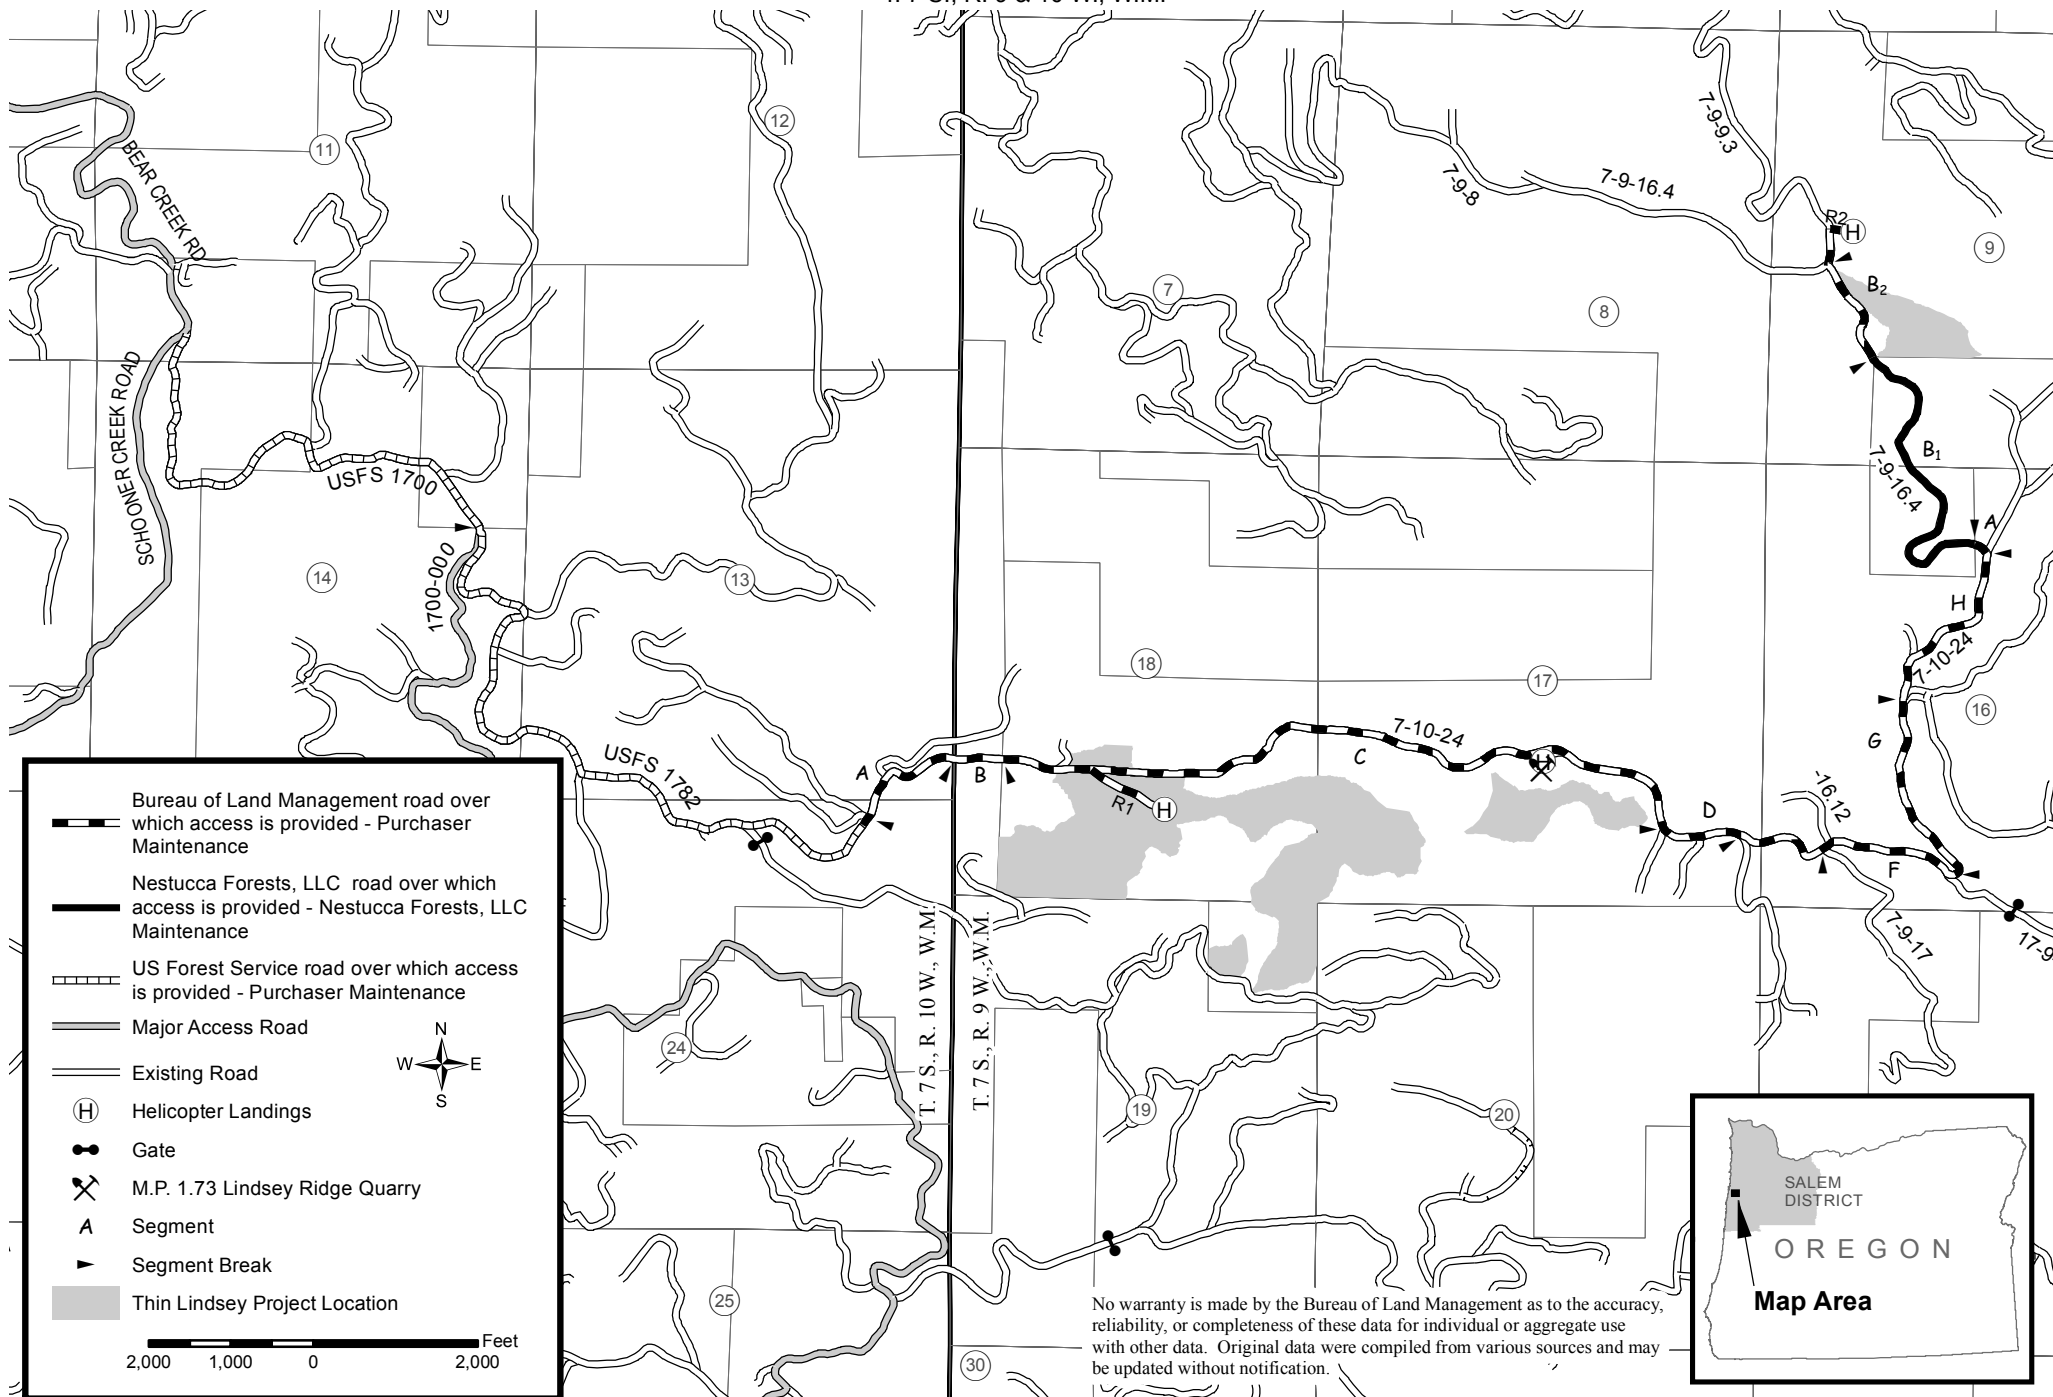 11
12
BEAR CREEK RD
7-9-9.3
7-9-8
7-9-16.4
R2
H
9
7
8
B2
SCHOONER CREEK ROAD
USFS 1700
B1
7-9-16.4
A
14
1700-000
13
H
7-10-24
18
17
16
G
USFS 1782
A
B
C
7-10-24
H
R1
H
D
-16.12
F
7-9-17
17-9
T. 7 S., R. 10 W., W.M.
T. 7 S., R. 9 W., W.M.
24
19
20
25
30
Bureau of Land Management road over
which access is provided - Purchaser
Maintenance
Nestucca Forests, LLC road over which
access is provided - Nestucca Forests, LLC
Maintenance
US Forest Service road over which access
is provided - Purchaser Maintenance
Major Access Road
N
W E
S
Existing Road
H Helicopter Landings
Gate
M.P. 1.73 Lindsey Ridge Quarry
A Segment
Segment Break
Thin Lindsey Project Location
Feet
2,000 1,000 0 2,000
No warranty is made by the Bureau of Land Management as to the accuracy,
reliability, or completeness of these data for individual or aggregate use
with other data. Original data were compiled from various sources and may
be updated without notification.
SALEM
DISTRICT
OREGON
Map Area